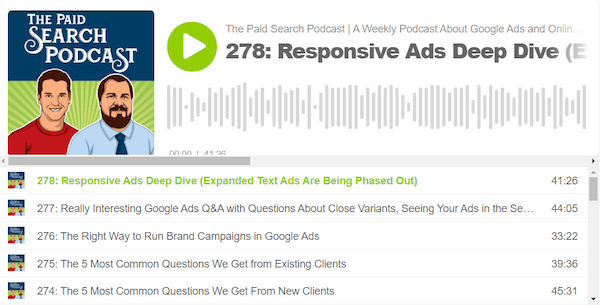 THE PAID
SEARCH
PODCAST
The Paid Search Podcast | A Weekly Podcast About Google Ads and Onlin...
278: Responsive Ads Deep Dive (E
00:00 | 41:26
278: Responsive Ads Deep Dive (Expanded Text Ads Are Being Phased Out) 41:26
277: Really Interesting Google Ads Q&A with Questions About Close Variants, Seeing Your Ads in the Se... 44:05
276: The Right Way to Run Brand Campaigns in Google Ads 33:22
275: The 5 Most Common Questions We Get from Existing Clients 39:36
274: The 5 Most Common Questions We Get From New Clients 45:31